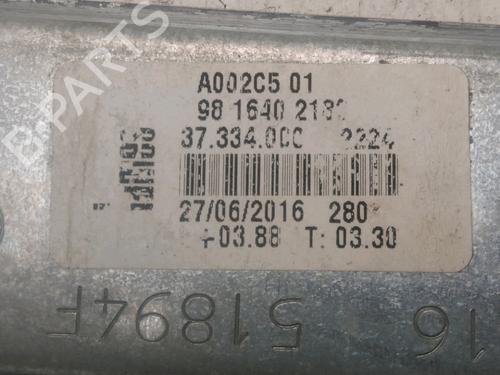 A002C5 01
98 1640 218
37.334.000 2224
27/06/2016 280
03.88 T: 03.30
16 51894F
B-PARTS